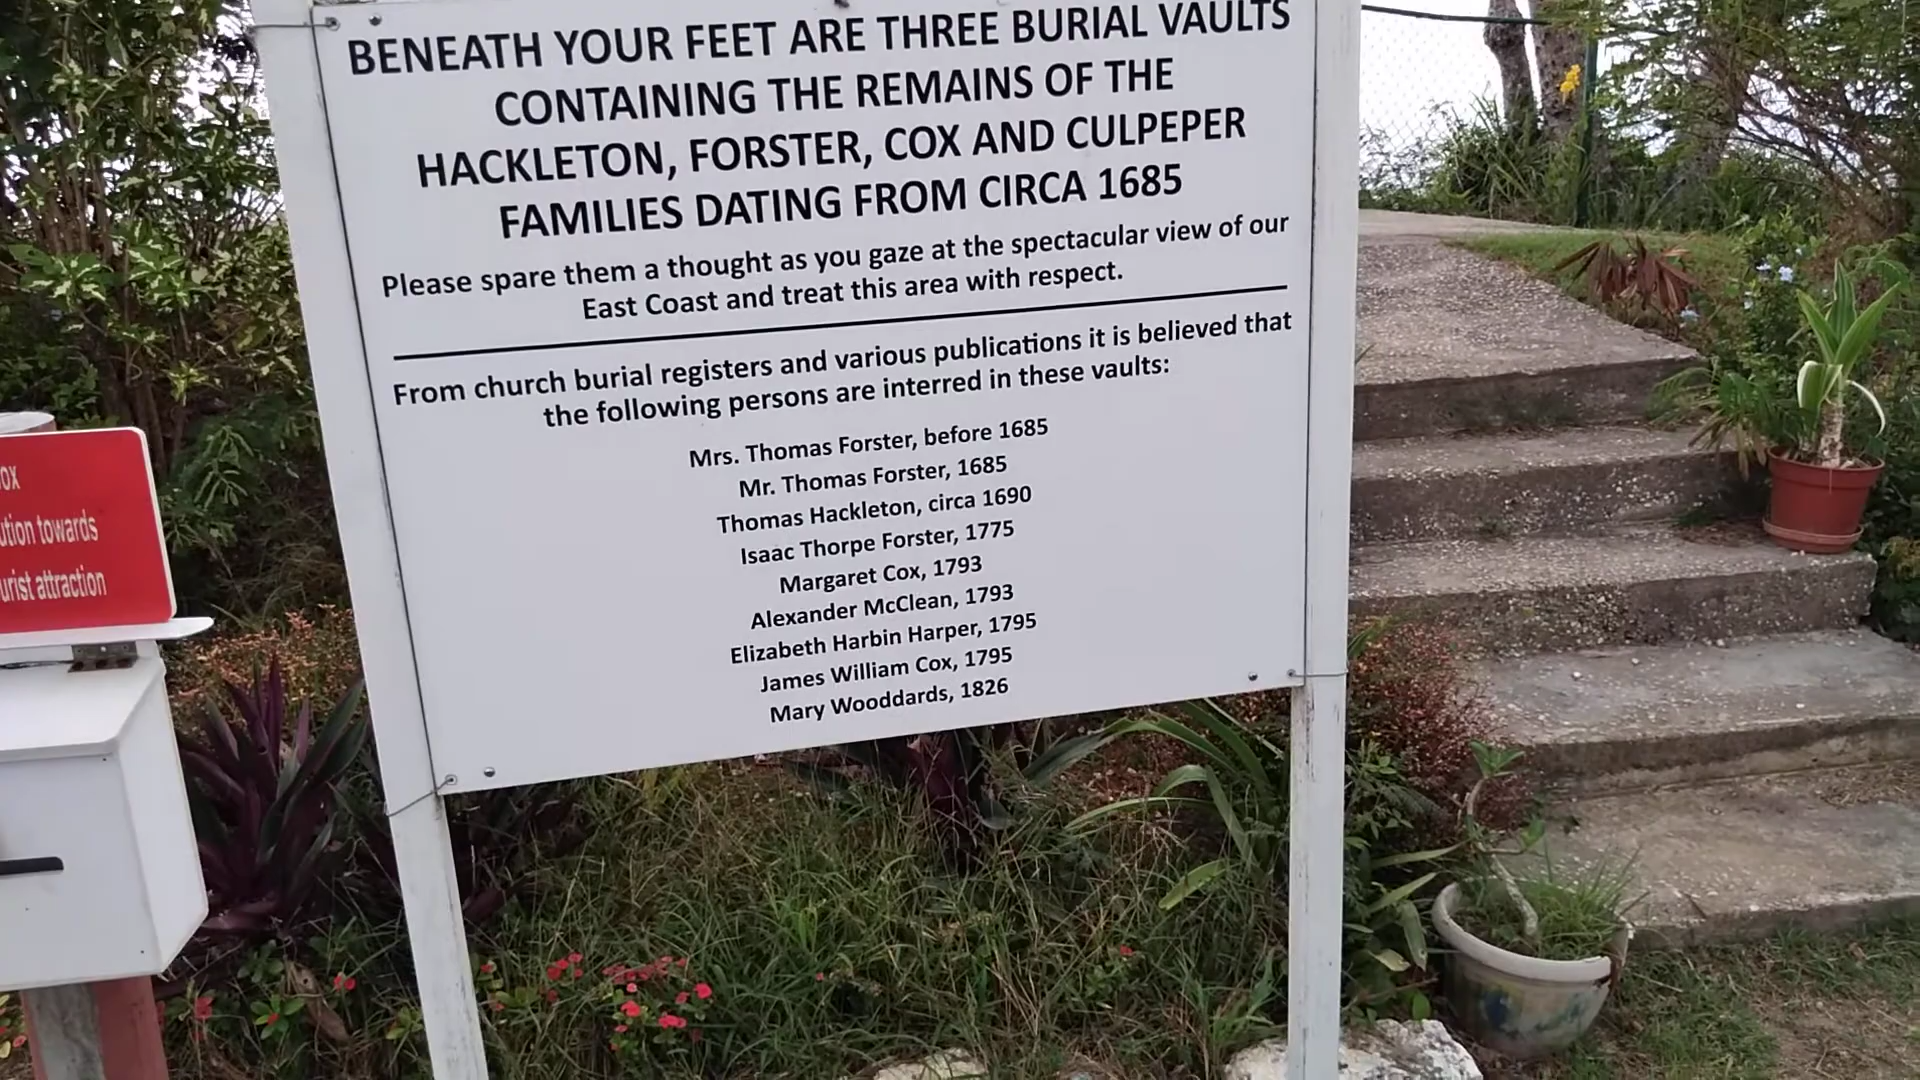 BENEATH YOUR FEET ARE THREE BURIAL VAULTS
CONTAINING THE REMAINS OF THE
HACKLETON, FORSTER, COX AND CULPEPER
FAMILIES DATING FROM CIRCA 1685
Please spare them a thought as you gaze at the spectacular view of our
East Coast and treat this area with respect.
From church burial registers and various publications it is believed that
the following persons are interred in these vaults:
Mrs. Thomas Forster, before 1685
Mr. Thomas Forster, 1685
Thomas Hackleton, circa 1690
Isaac Thorpe Forster, 1775
Margaret Cox, 1793
Alexander McClean, 1793
Elizabeth Harbin Harper, 1795
James William Cox, 1795
Mary Wooddards, 1826
towards
attraction